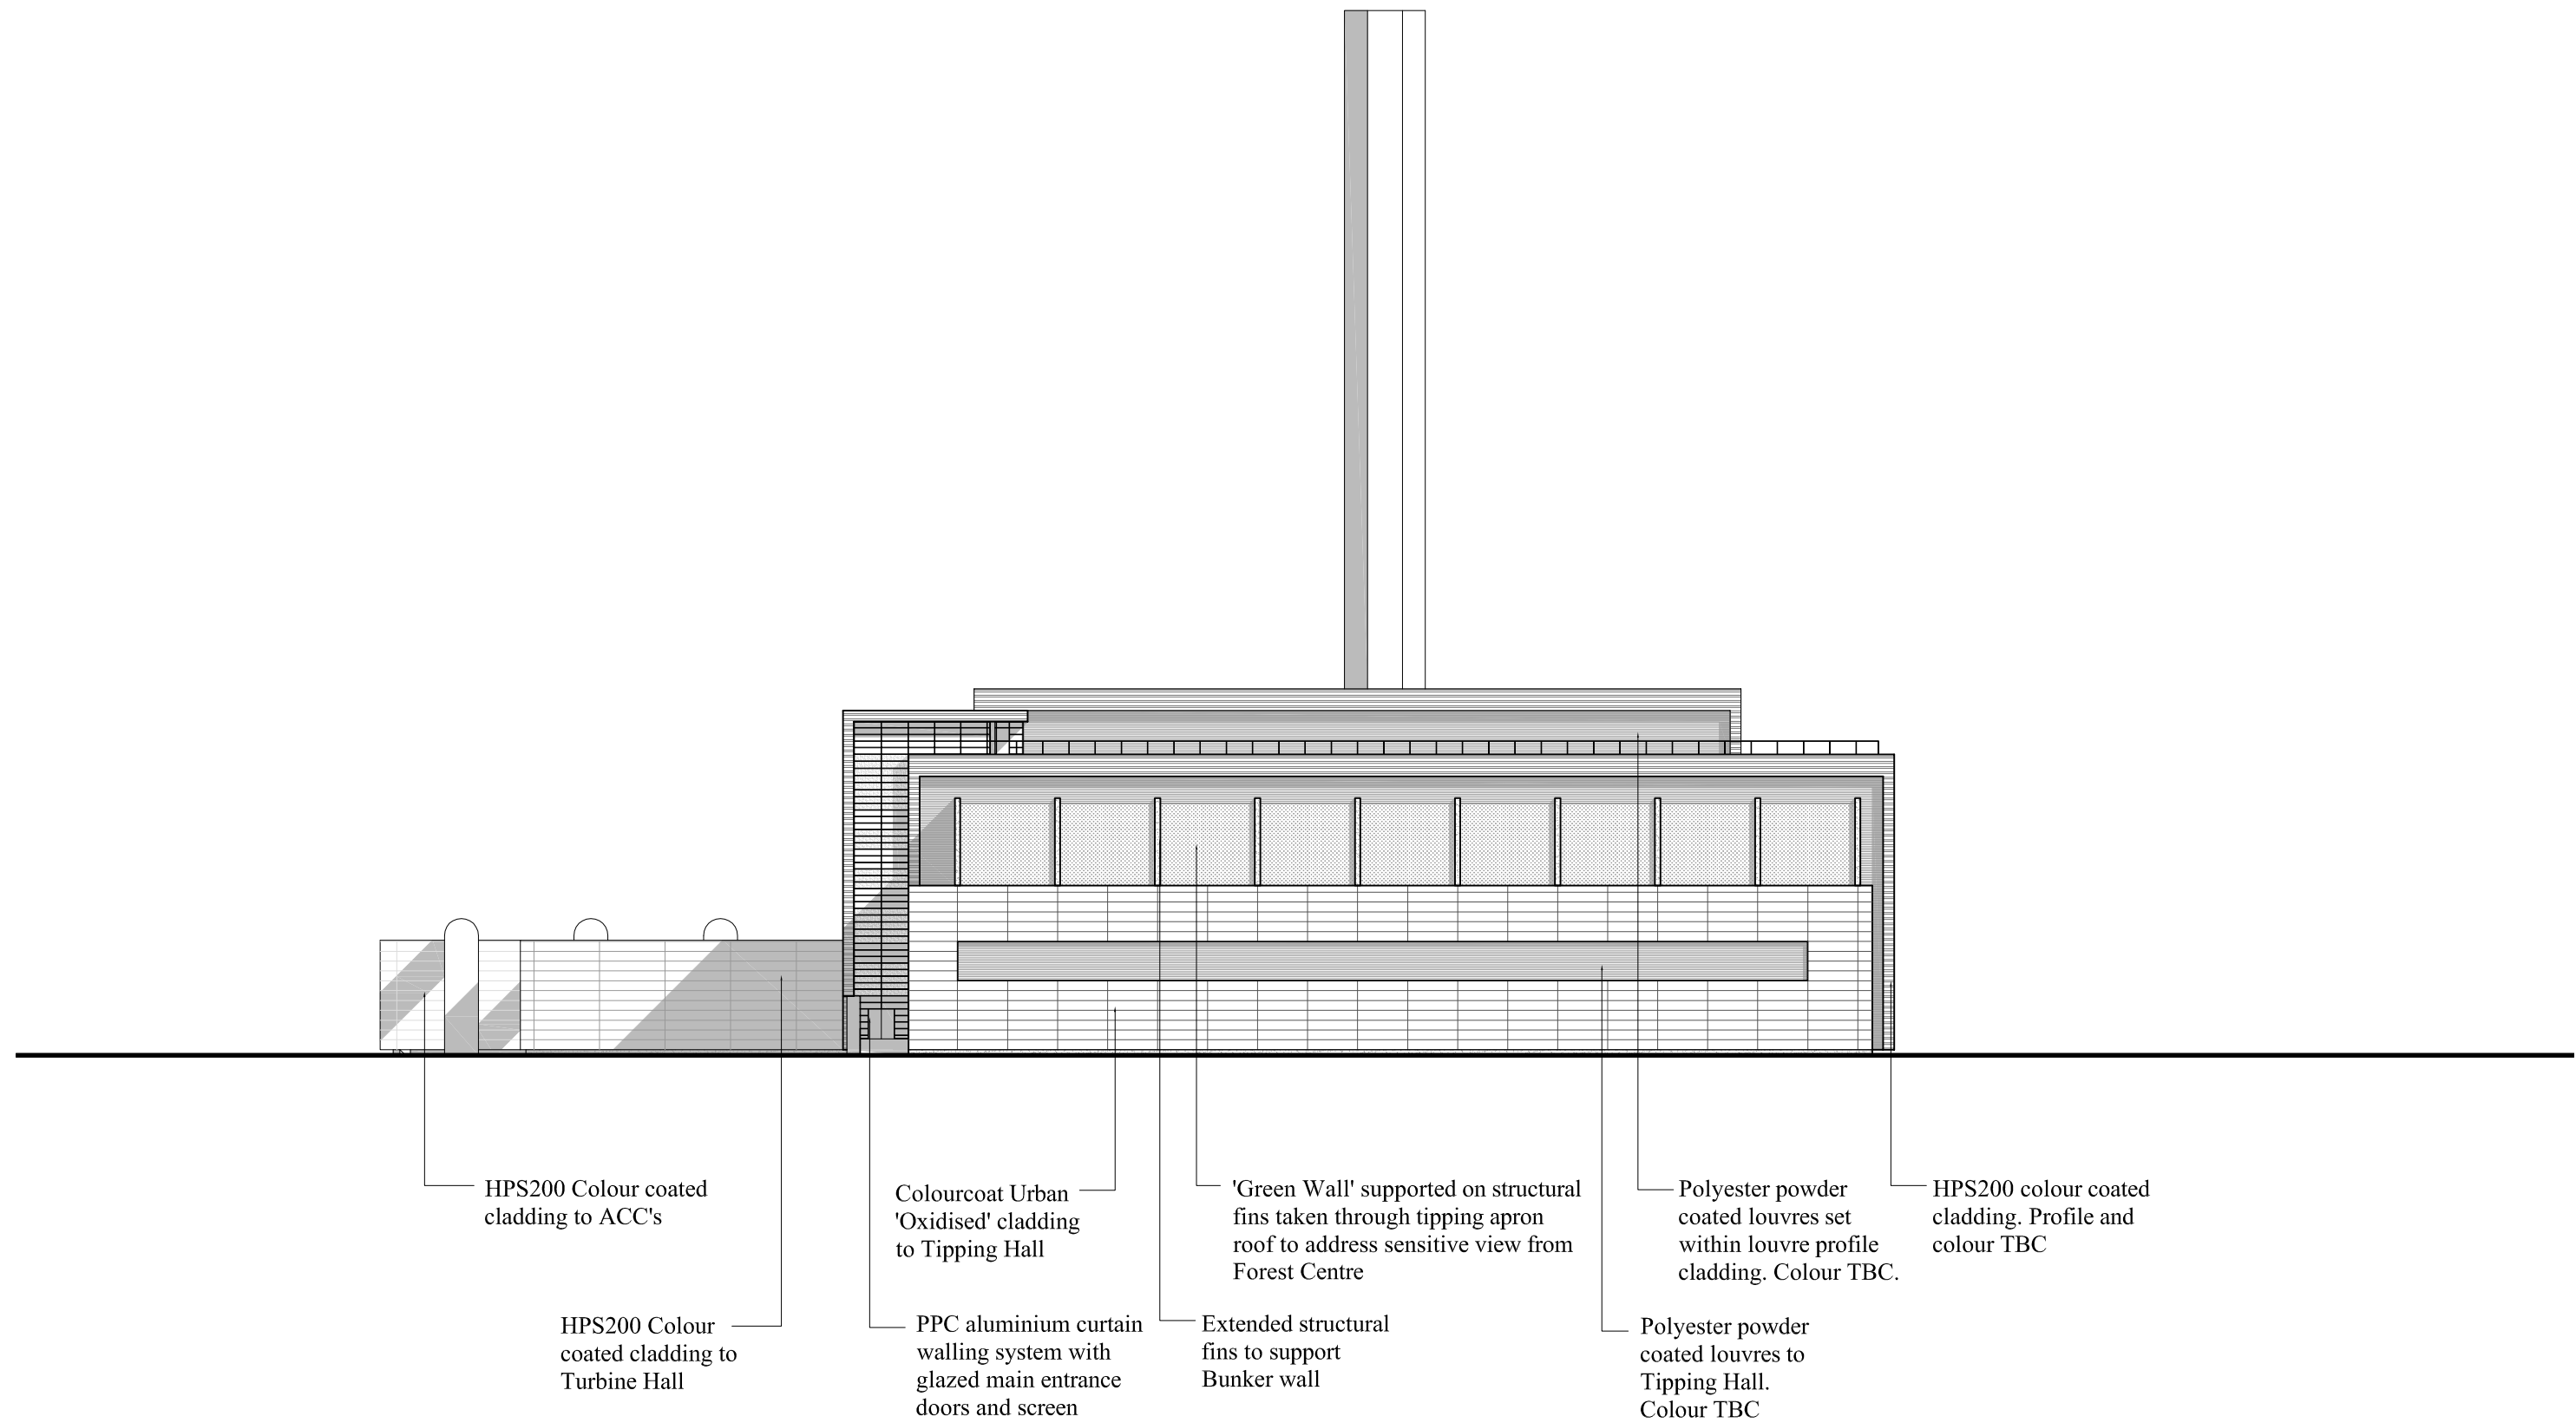 HPS200 Colour coated
cladding to ACC's
Colourcoat Urban
'Oxidised' cladding
to Tipping Hall
'Green Wall' supported on structural
fins taken through tipping apron
roof to address sensitive view from
Forest Centre
Polyester powder
coated louvres set
within louvre profile
cladding. Colour TBC.
HPS200 colour coated
cladding. Profile and
colour TBC
HPS200 Colour
coated cladding to
Turbine Hall
PPC aluminium curtain
walling system with
glazed main entrance
doors and screen
Extended structural
fins to support
Bunker wall
Polyester powder
coated louvres to
Tipping Hall.
Colour TBC